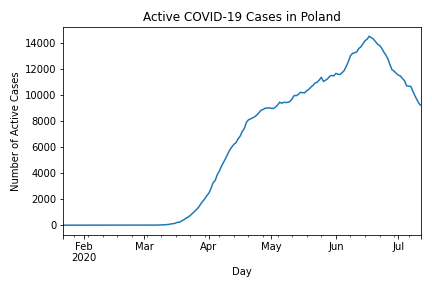 Active COVID-19 Cases in Poland
Number of Active Cases
14000
12000
10000
8000
6000
4000
2000
0
Feb Mar Apr May Jun Jul
2020
Day